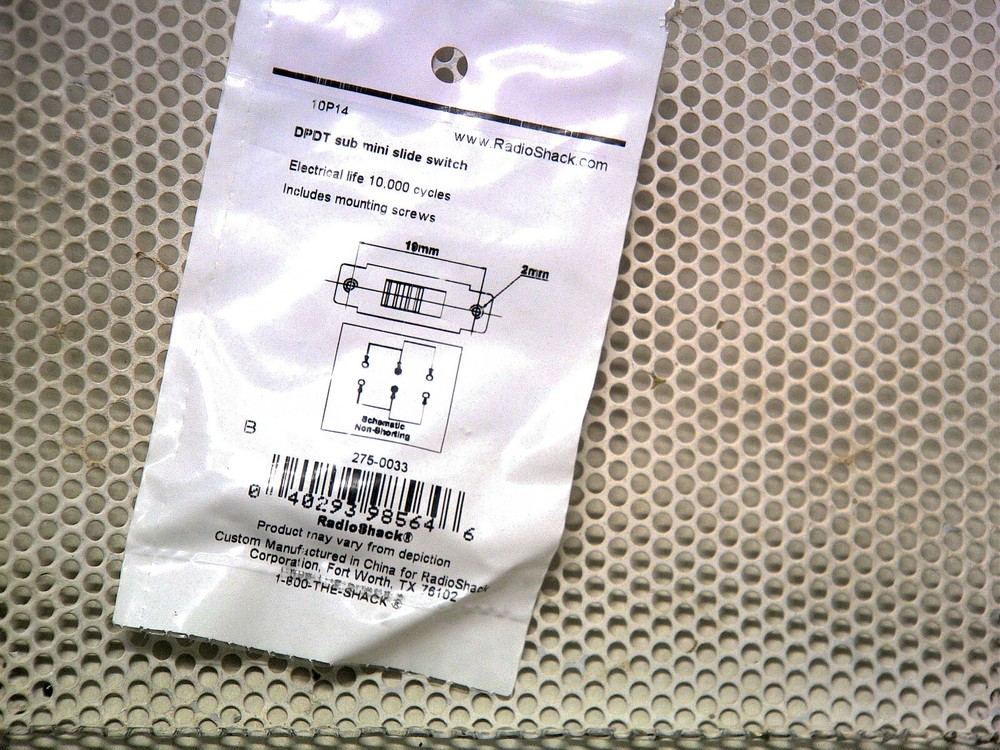 10P14
www.RadioShack.com
DPDT sub mini slide switch
Electrical life 10,000 cycles
Includes mounting screws
19mm
2mm
Schematic
Non-Shorting
B
275-0033
0 40293 98564 6
RadioShack®
Product may vary from depiction
Custom Manufactured in China for RadioShack
Corporation, Fort Worth, TX 76102
1-800-THE-SHACK ®